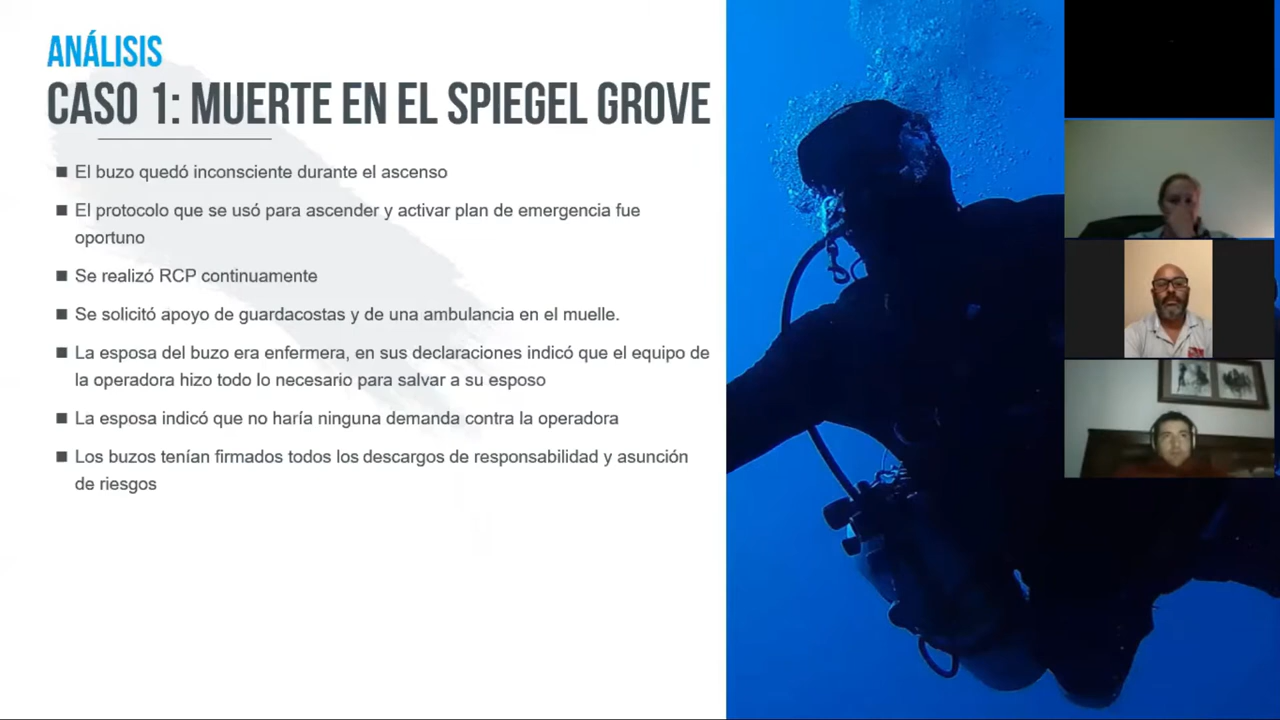 ANÁLISIS
CASO 1: MUERTE EN EL SPIEGEL GROVE
■ El buzo quedó inconsciente durante el ascenso
■ El protocolo que se usó para ascender y activar plan de emergencia fue
oportuno
■ Se realizó RCP continuamente
■ Se solicitó apoyo de guardacostas y de una ambulancia en el muelle.
■ La esposa del buzo era enfermera, en sus declaraciones indicó que el equipo de
la operadora hizo todo lo necesario para salvar a su esposo
■ La esposa indicó que no haría ninguna demanda contra la operadora
■ Los buzos tenían firmados todos los descargos de responsabilidad y asunción
de riesgos